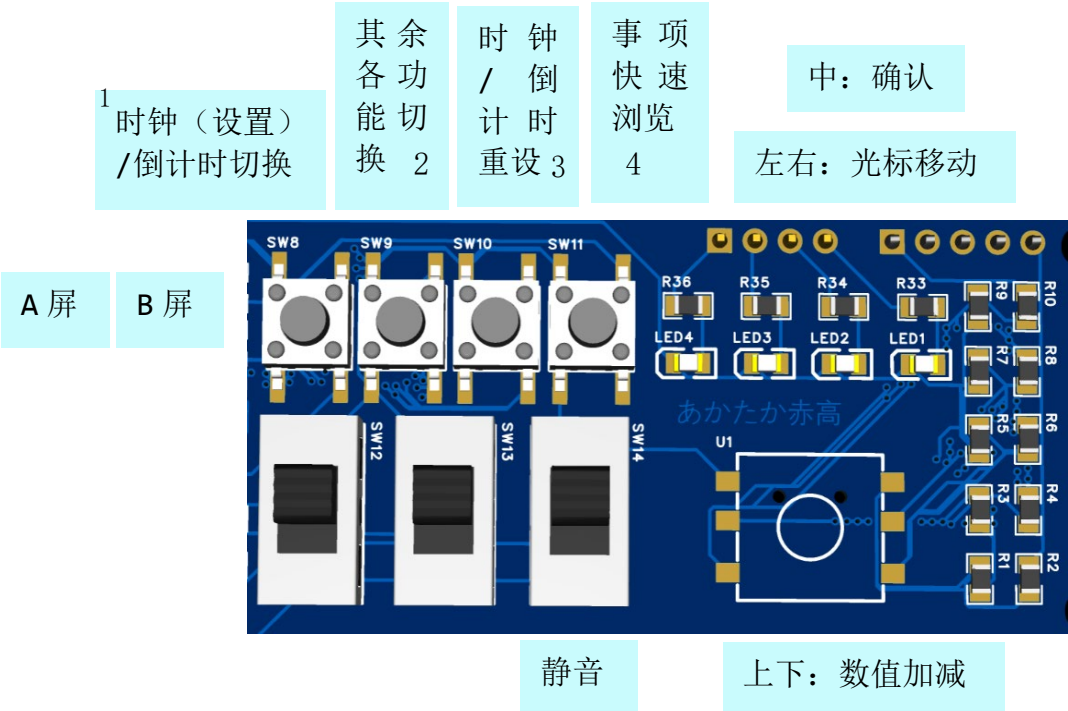 其余
各功
能切
换 2
时钟
/ 倒
计时
重设3
事项
快速
浏览
4
中：确认
1
时钟（设置）
/倒计时切换
左右：光标移动
A屏
B屏
SW8
SW9
SW10
SW11
R36
R35
R34
R33
R9
R10
LED4
LED3
LED2
LED1
R7
R8
あかたか赤高
SW12
SW13
SW14
U1
R5
R6
R3
R4
R1
R2
静音
上下：数值加减